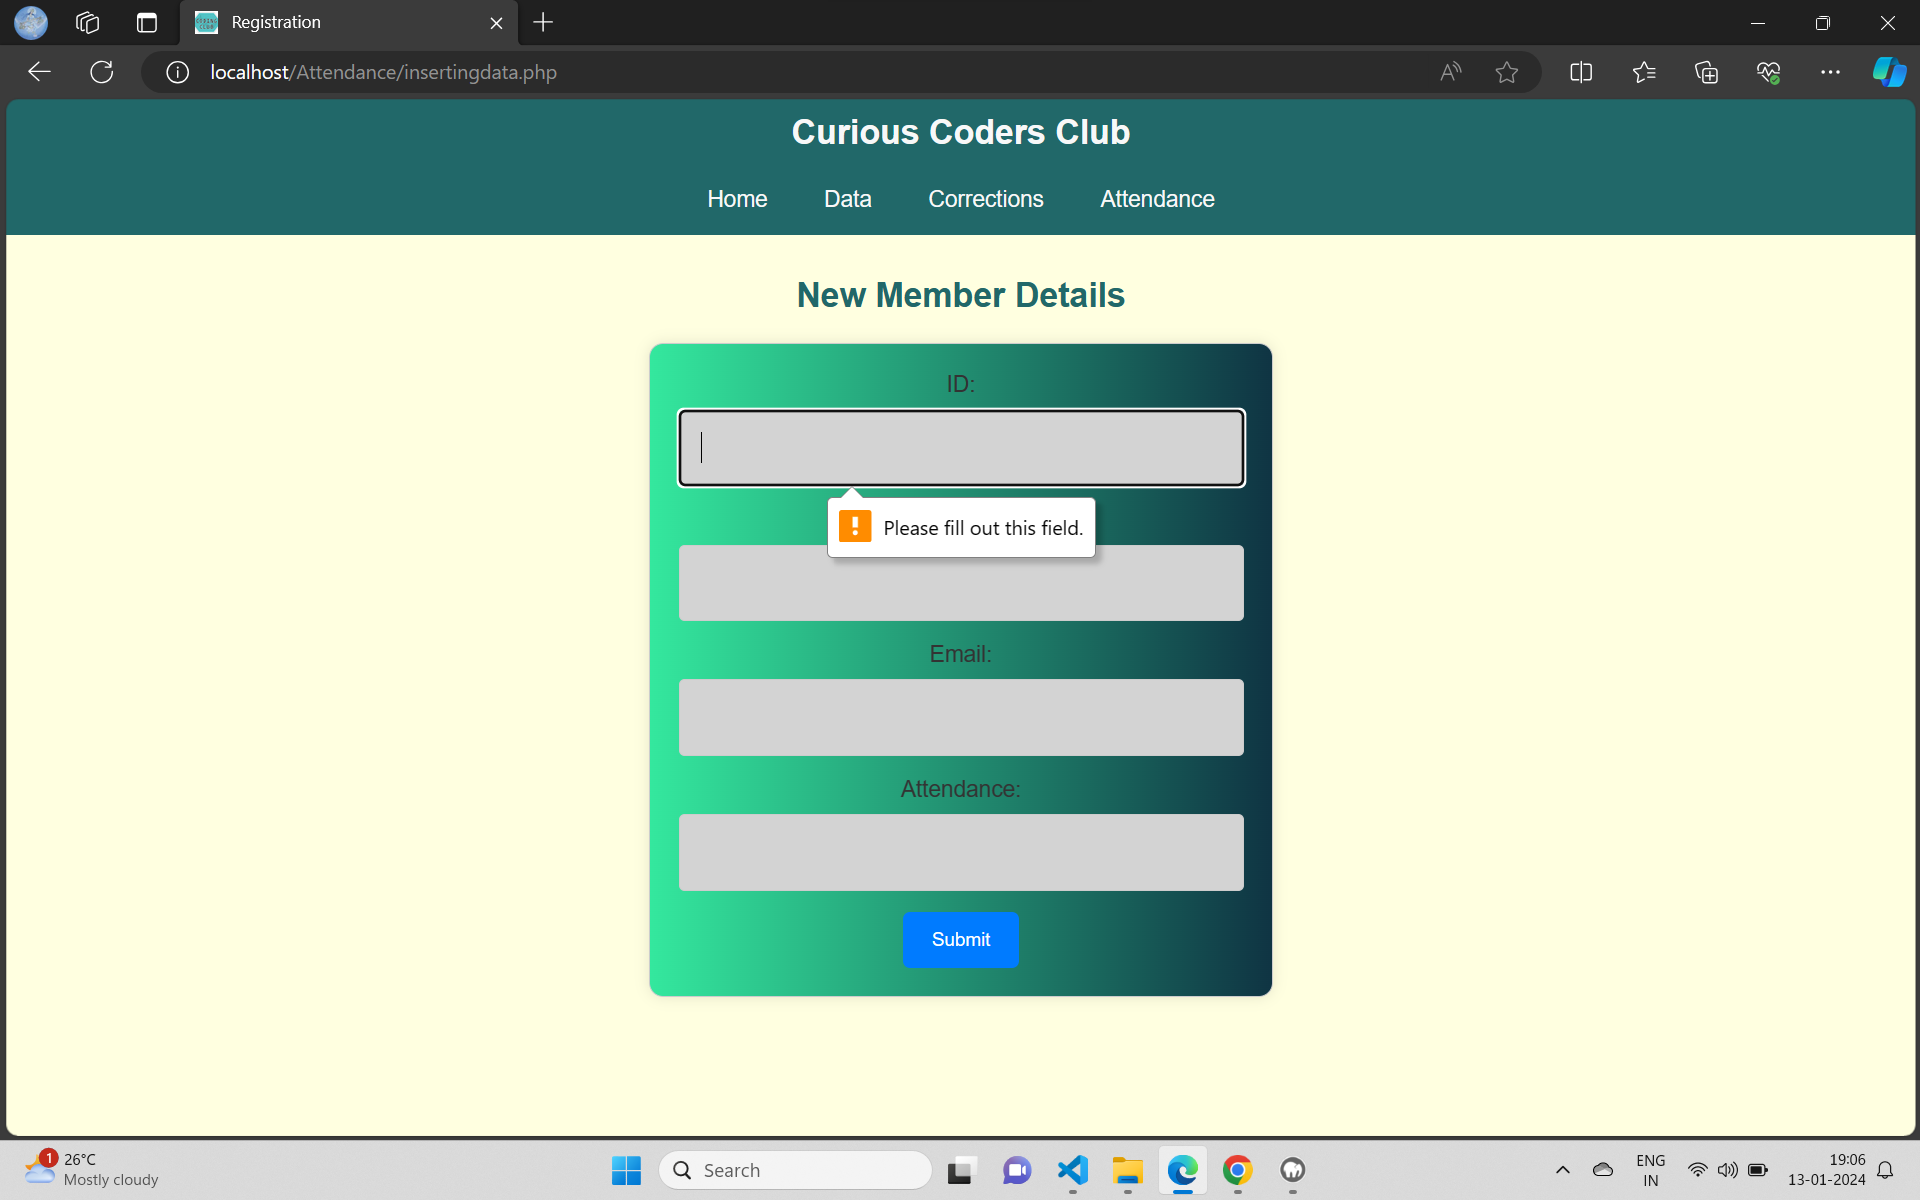 Registration
localhost/Attendance/insertingdata.php
Curious Coders Club
Home Data Corrections Attendance
New Member Details
ID:
Please fill out this field.
Email:
Attendance:
Submit
1
26°C
Mostly cloudy
Search
ENG
IN
19:06
13-01-2024